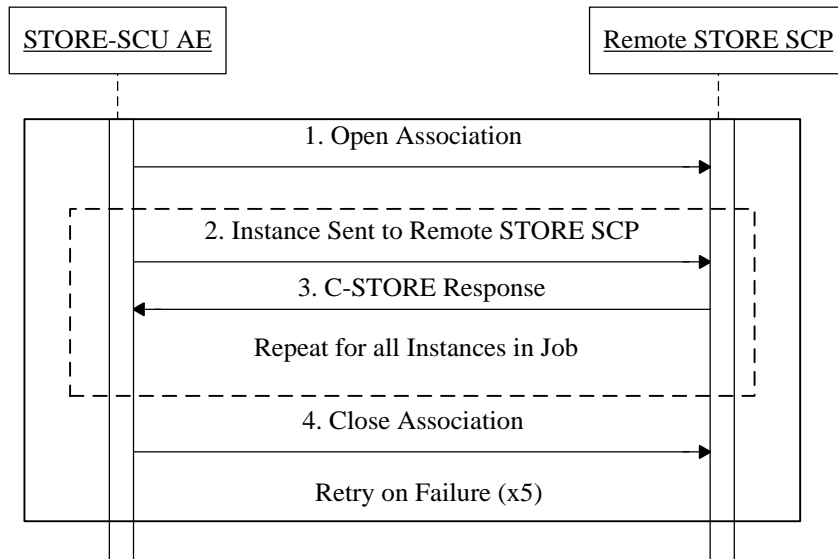 STORE-SCU AE
Remote STORE SCP
1. Open Association
2. Instance Sent to Remote STORE SCP
3. C-STORE Response
Repeat for all Instances in Job
4. Close Association
Retry on Failure (x5)